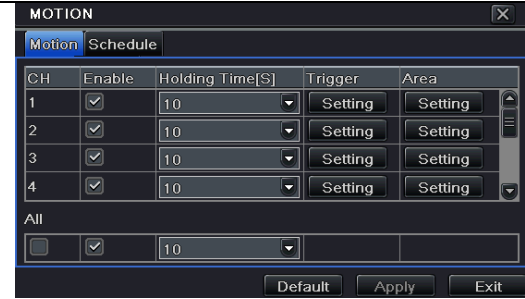 MOTION
Motion Schedule
CH Enable Holding Time[S] Trigger Area
1 10 Setting Setting
2 10 Setting Setting
3 10 Setting Setting
4 10 Setting Setting
All
10
Default Apply Exit